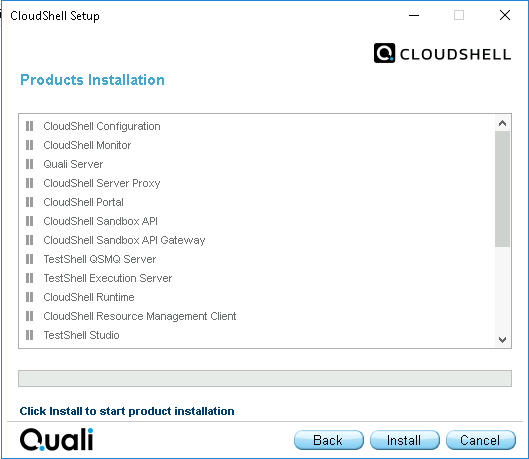 CloudShell Setup
CLOUDSHELL
Products Installation
CloudShell Configuration
CloudShell Monitor
Quali Server
CloudShell Server Proxy
CloudShell Portal
CloudShell Sandbox API
CloudShell Sandbox API Gateway
TestShell QSMQ Server
TestShell Execution Server
CloudShell Runtime
CloudShell Resource Management Client
TestShell Studio
Click Install to start product installation
Quali
Back
Install
Cancel